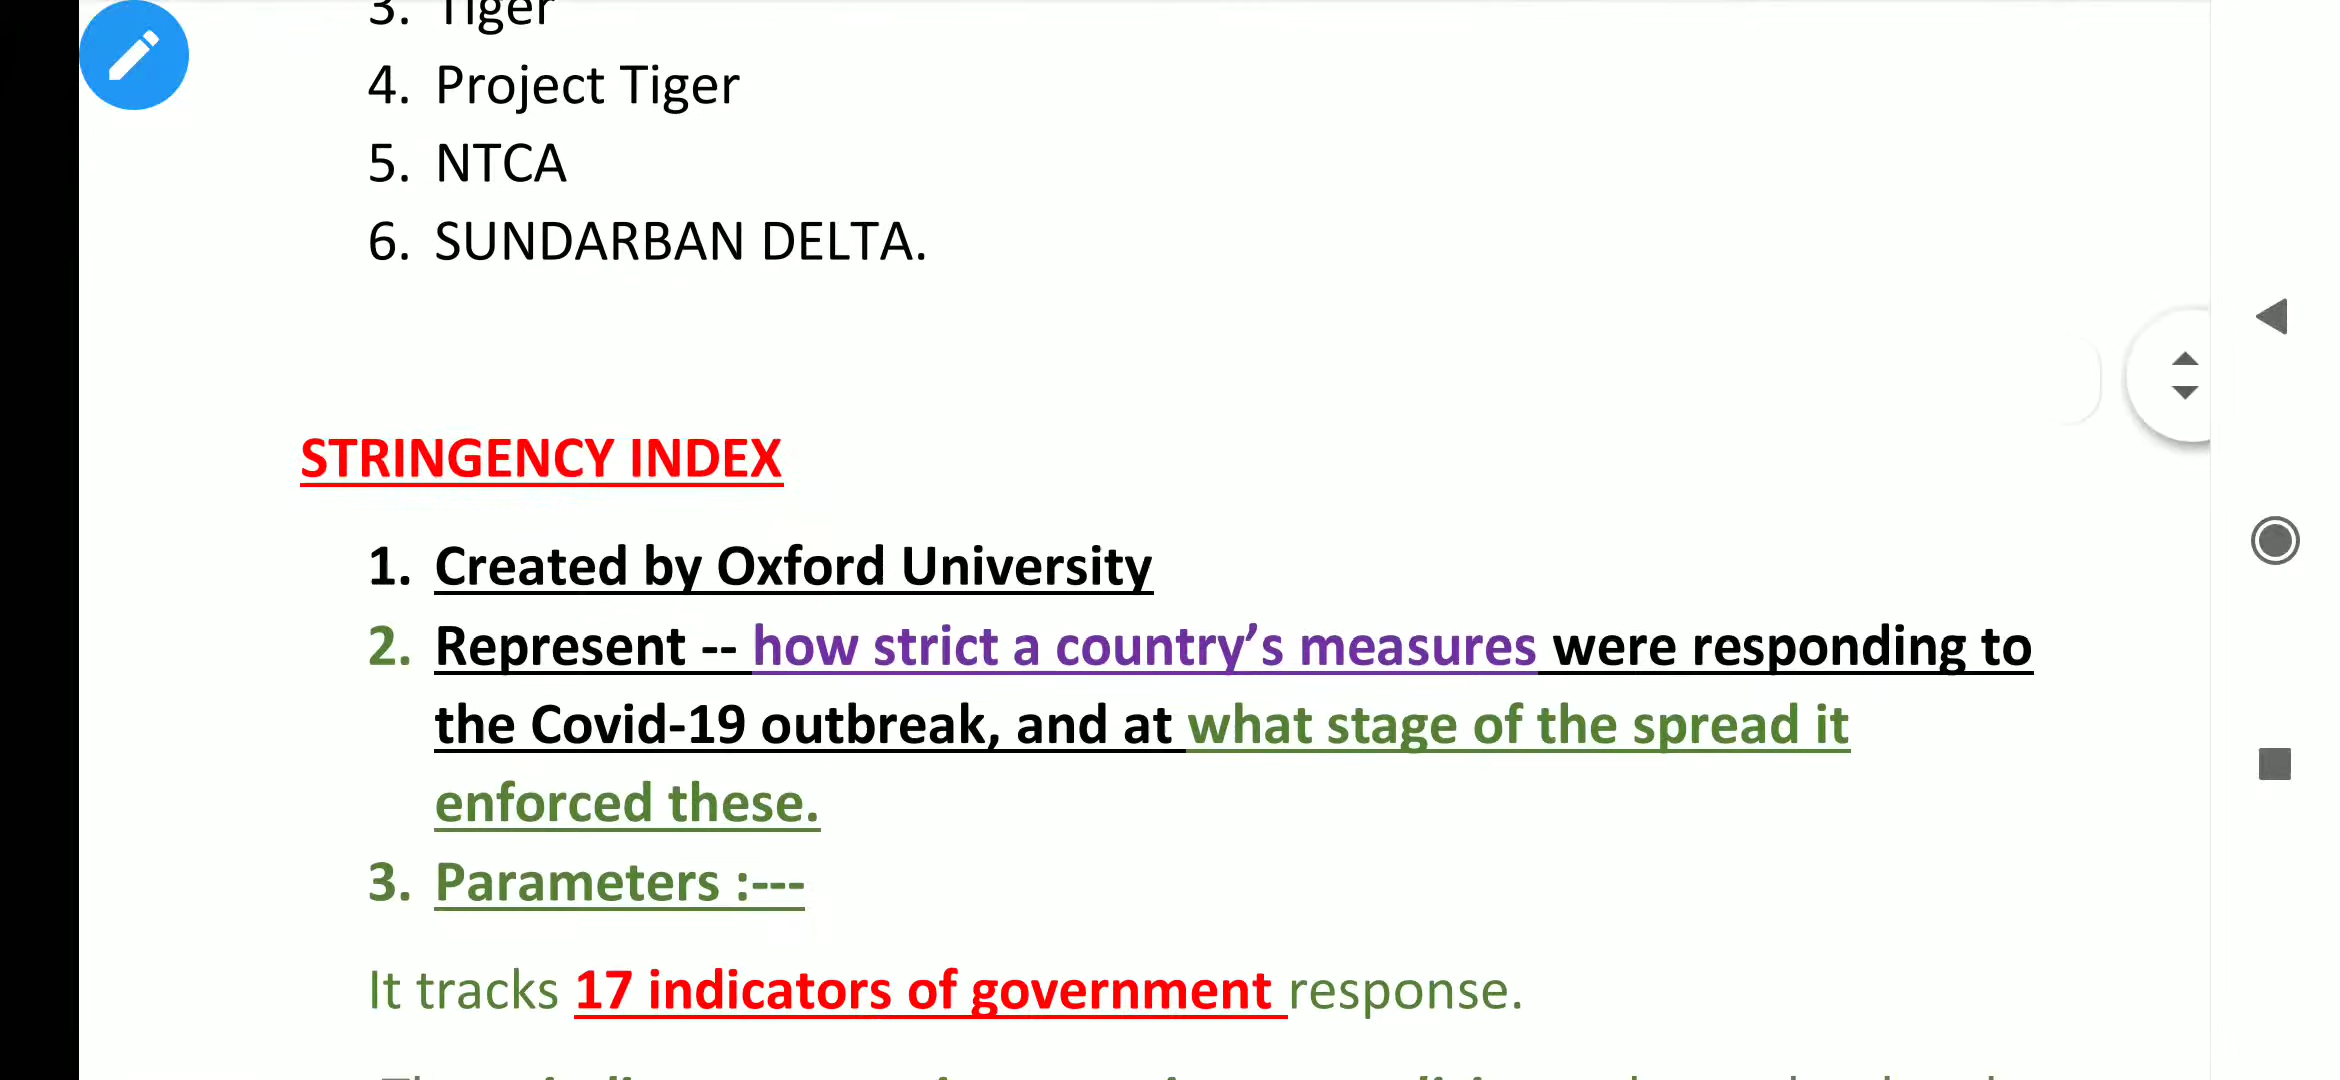 3. Tiger
4. Project Tiger
5. NTCA
6. SUNDARBAN DELTA.
STRINGENCY INDEX
1. Created by Oxford University
2. Represent -- how strict a country’s measures were responding to
the Covid-19 outbreak, and at what stage of the spread it
enforced these.
3. Parameters :---
It tracks 17 indicators of government response.